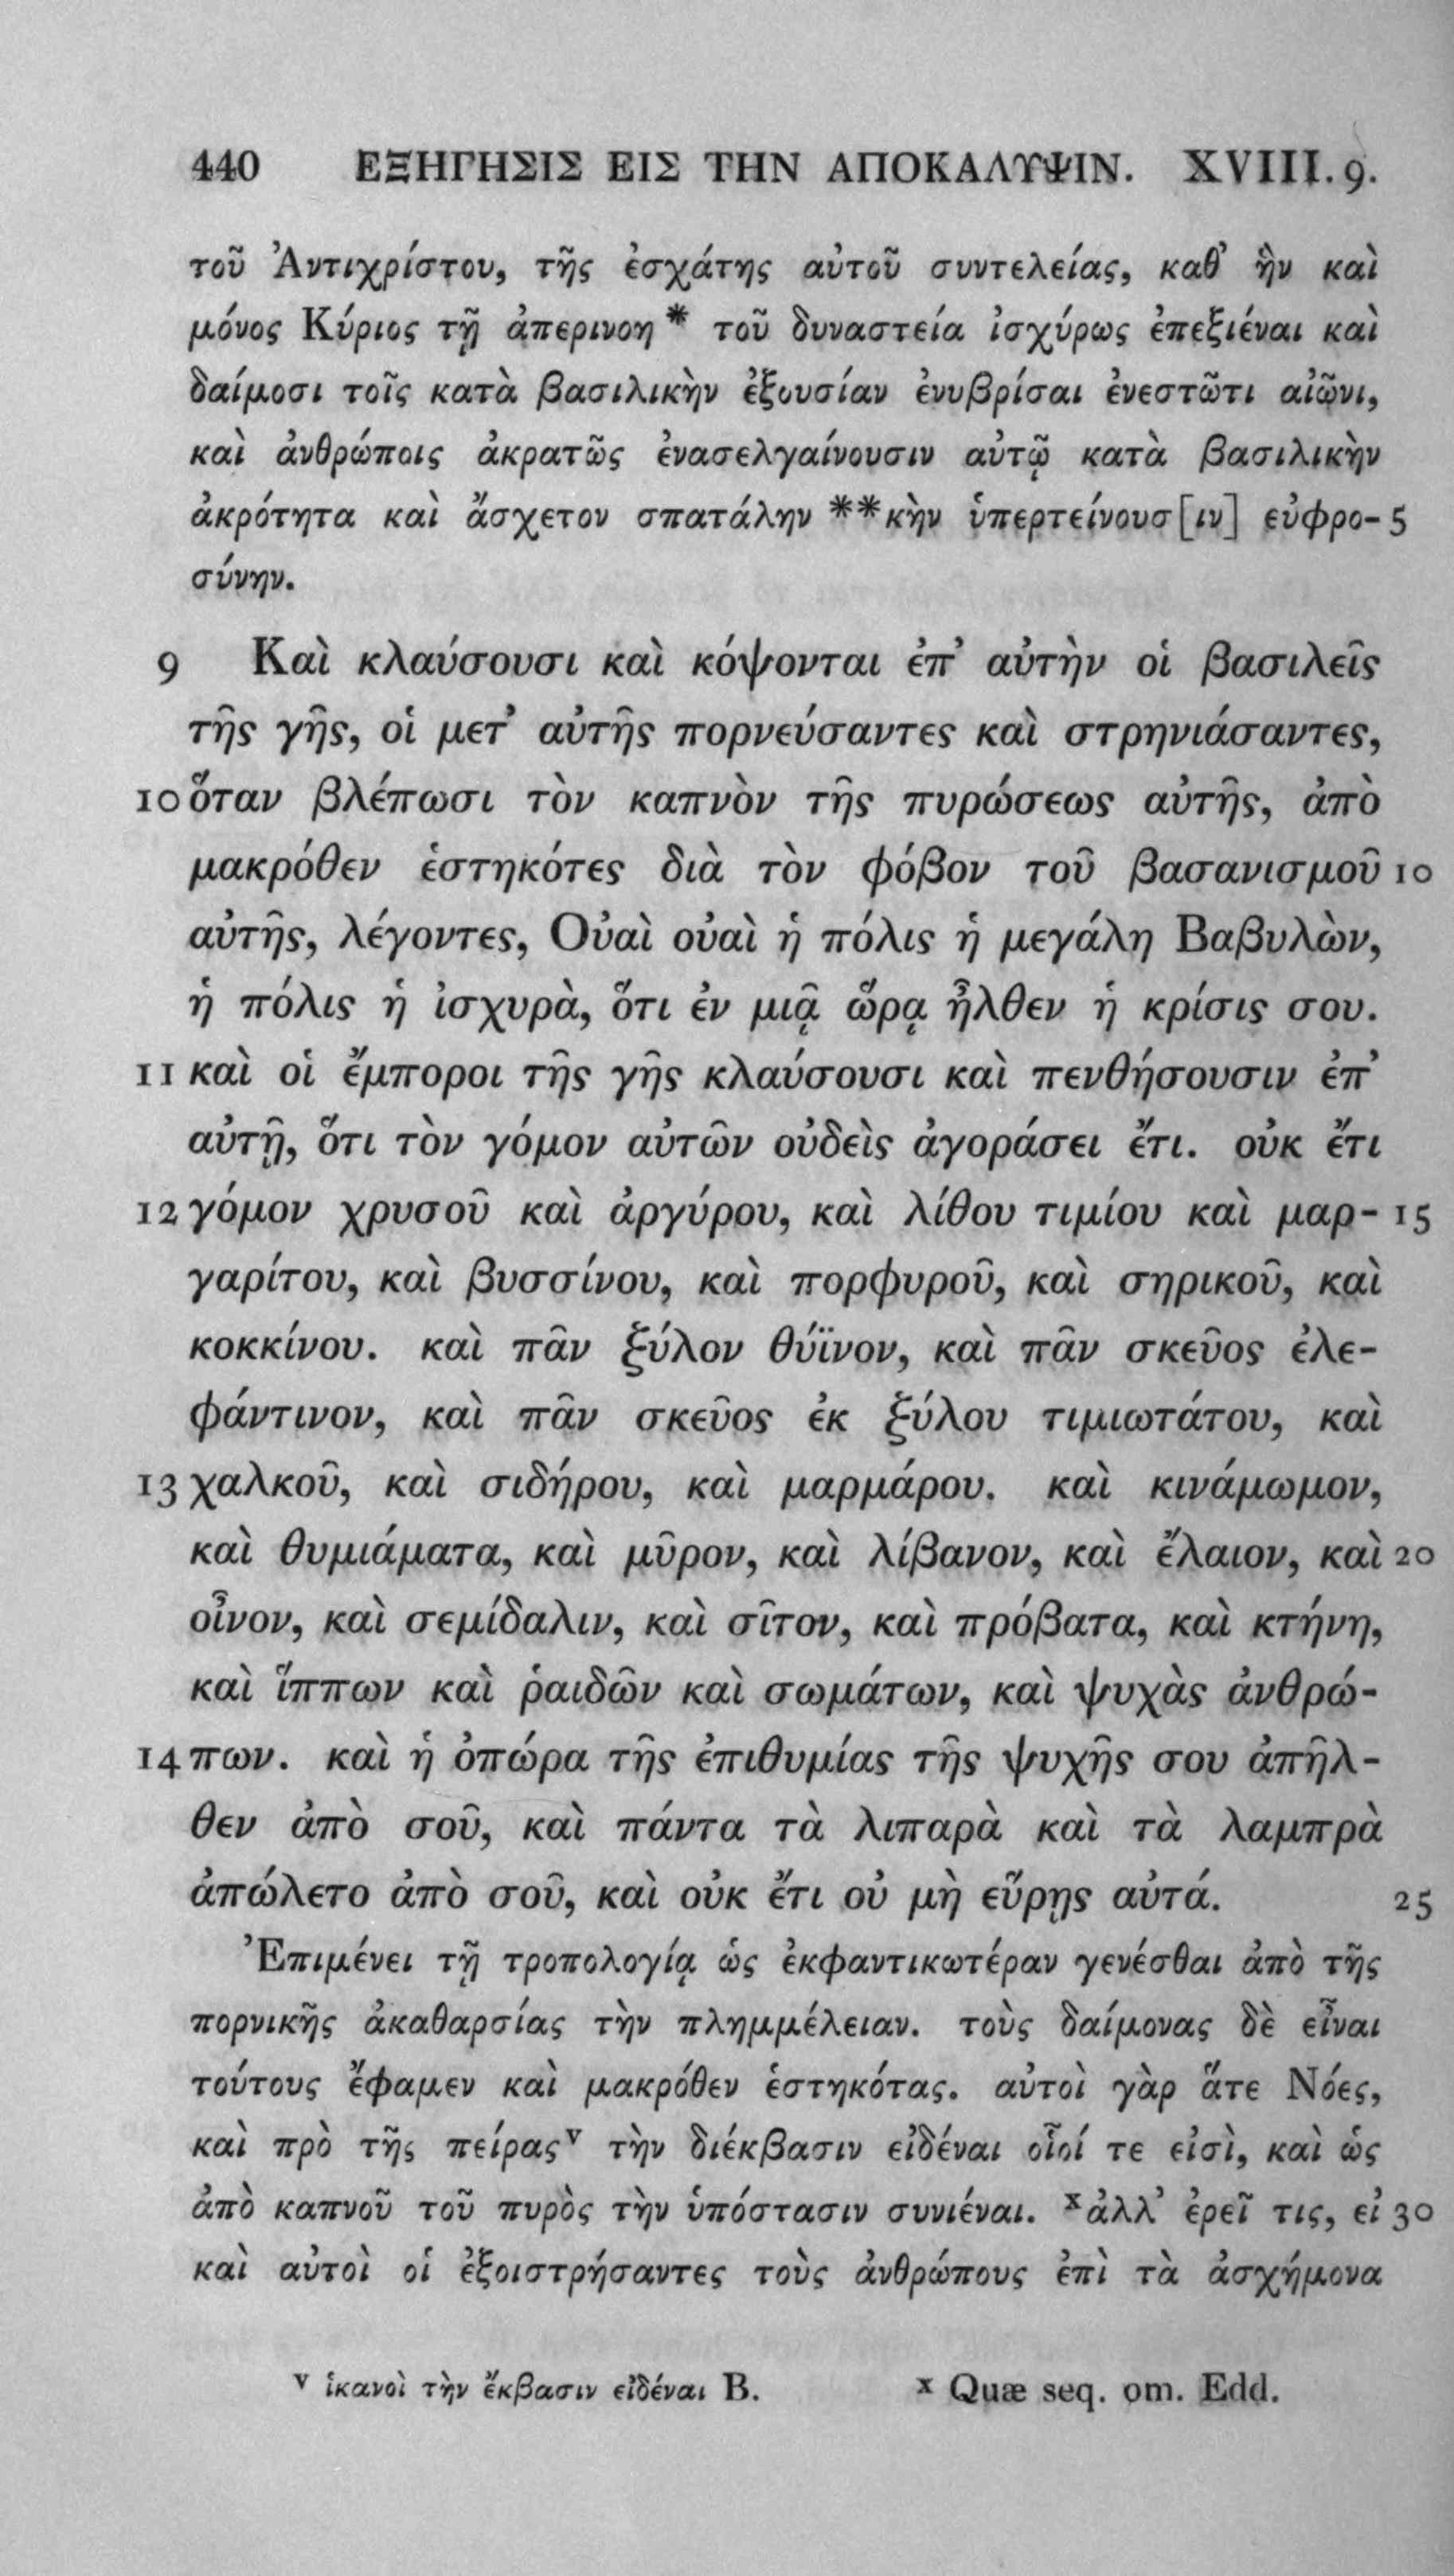 440 ΕΞΗΓΗΣΙΣ ΕΙΣ ΤΗΝ ΑΠΟΚΑΛΥΨΙΝ. XVIII. 9.
τοῦ Ἀντιχρίστου, τῆς ἐσχάτης αὐτοῦ συντελείας, καθ’ ἣν καὶ
μόνος Κύριος τῇ ἀπερινοη * τοῦ δυναστεία ἰσχύρως ἐπεξιέναι καὶ
δαίμοσι τοῖς κατὰ βασιλικὴν ἐξουσίαν ἐνυβρίσαι ἐνεστῶτι αἰῶνι,
καὶ ἀνθρώποις ἀκρατῶς ἐνασελγαίνουσιν αὐτῷ κατὰ βασιλικὴν
ἀκρότητα καὶ ἄσχετον σπατάλην **κὴν ὑπερτείνουσ[ιν] εὐφρο- 5
σύνην.
9 Καὶ κλαύσουσι καὶ κόψονται ἐπ’ αὐτὴν οἱ βασιλεῖς
τῆς γῆς, οἱ μετ’ αὐτῆς πορνεύσαντες καὶ στρηνιάσαντες,
10 ὅταν βλέπωσι τὸν καπνὸν τῆς πυρώσεως αὐτῆς, ἀπὸ
μακρόθεν ἑστηκότες διὰ τὸν φόβον τοῦ βασανισμοῦ 10
αὐτῆς, λέγοντες, Οὐαὶ οὐαὶ ἡ πόλις ἡ μεγάλη Βαβυλὼν,
ἡ πόλις ἡ ἰσχυρὰ, ὅτι ἐν μιᾷ ὥρᾳ ἦλθεν ἡ κρίσις σου.
11 καὶ οἱ ἔμποροι τῆς γῆς κλαύσουσι καὶ πενθήσουσιν ἐπ’
αὐτῇ, ὅτι τὸν γόμον αὐτῶν οὐδεὶς ἀγοράσει ἔτι. οὐκ ἔτι
12 γόμον χρυσοῦ καὶ ἀργύρου, καὶ λίθου τιμίου καὶ μαρ- 15
γαρίτου, καὶ βυσσίνου, καὶ πορφυροῦ, καὶ σηρικοῦ, καὶ
κοκκίνου. καὶ πᾶν ξύλον θύϊνον, καὶ πᾶν σκεῦος ἐλε-
φάντινον, καὶ πᾶν σκεῦος ἐκ ξύλου τιμιωτάτου, καὶ
13 χαλκοῦ, καὶ σιδήρου, καὶ μαρμάρου. καὶ κινάμωμον,
καὶ θυμιάματα, καὶ μῦρον, καὶ λίβανον, καὶ ἔλαιον, καὶ 20
οἶνον, καὶ σεμίδαλιν, καὶ σῖτον, καὶ πρόβατα, καὶ κτήνη,
καὶ ἵππων καὶ ῥαιδῶν καὶ σωμάτων, καὶ ψυχὰς ἀνθρώ-
14 πων. καὶ ἡ ὀπώρα τῆς ἐπιθυμίας τῆς ψυχῆς σου ἀπῆλ-
θεν ἀπὸ σοῦ, καὶ πάντα τὰ λιπαρὰ καὶ τὰ λαμπρὰ
ἀπώλετο ἀπὸ σοῦ, καὶ οὐκ ἔτι οὐ μὴ εὕρῃς αὐτά. 25
Ἐπιμένει τῇ τροπολογίᾳ ὡς ἐκφαντικωτέραν γενέσθαι ἀπὸ τῆς
πορνικῆς ἀκαθαρσίας τὴν πλημμέλειαν. τοὺς δαίμονας δὲ εἶναι
τούτους ἔφαμεν καὶ μακρόθεν ἑστηκότας. αὐτοὶ γὰρ ἅτε Νόες,
καὶ πρὸ τῆς πείραςᵛ τὴν διέκβασιν εἰδέναι οἷοί τε εἰσὶ, καὶ ὡς
ἀπὸ καπνοῦ τοῦ πυρὸς τὴν ὑπόστασιν συνιέναι. ˣἀλλ’ ἐρεῖ τις, εἰ 30
καὶ αὐτοὶ οἱ ἐξοιστρήσαντες τοὺς ἀνθρώπους ἐπὶ τὰ ἀσχήμονα
ᵛ ἱκανοὶ τὴν ἔκβασιν εἰδέναι B. ˣ Quæ seq. om. Edd.